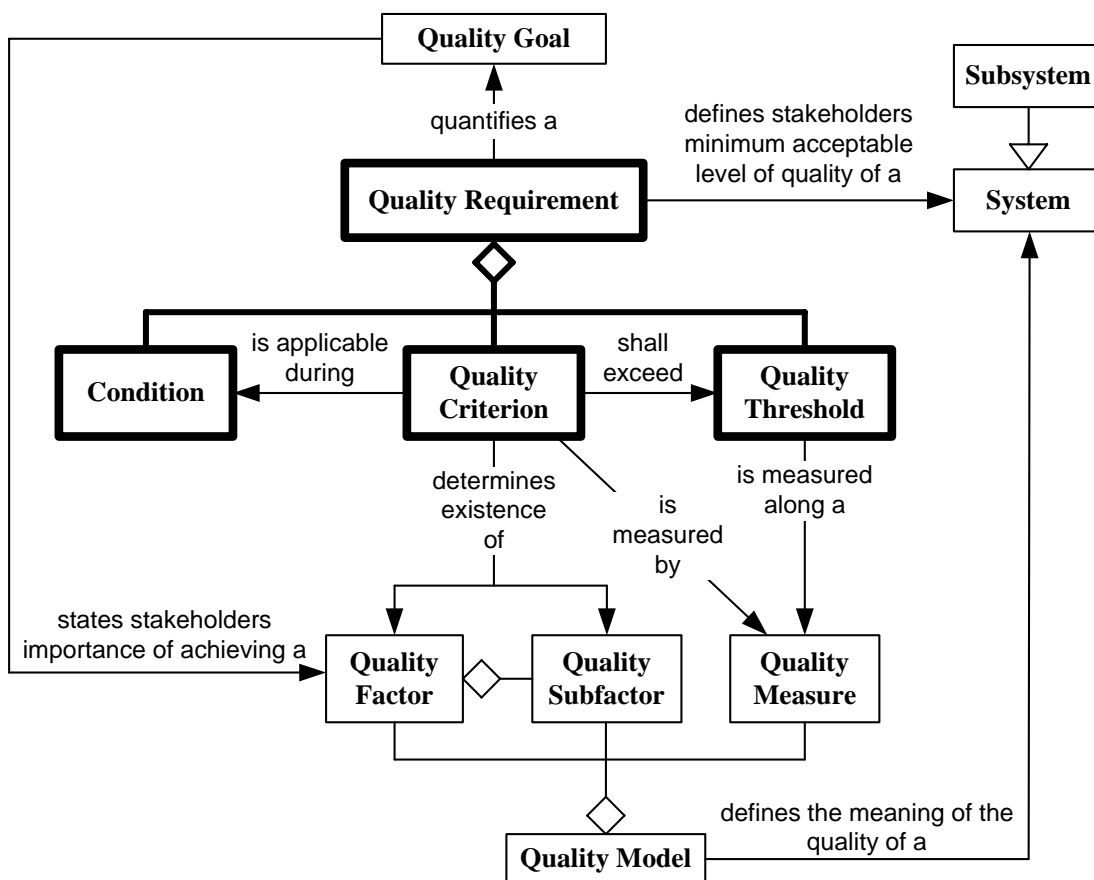 Quality Goal
Subsystem
quantifies a
defines stakeholders
minimum acceptable
level of quality of a
Quality Requirement
System
is applicable
during
shall
exceed
Condition
Quality
Criterion
Quality
Threshold
determines
existence
of
is
measured
by
is measured
along a
states stakeholders
importance of achieving a
Quality
Factor
Quality
Subfactor
Quality
Measure
defines the meaning of the
quality of a
Quality Model